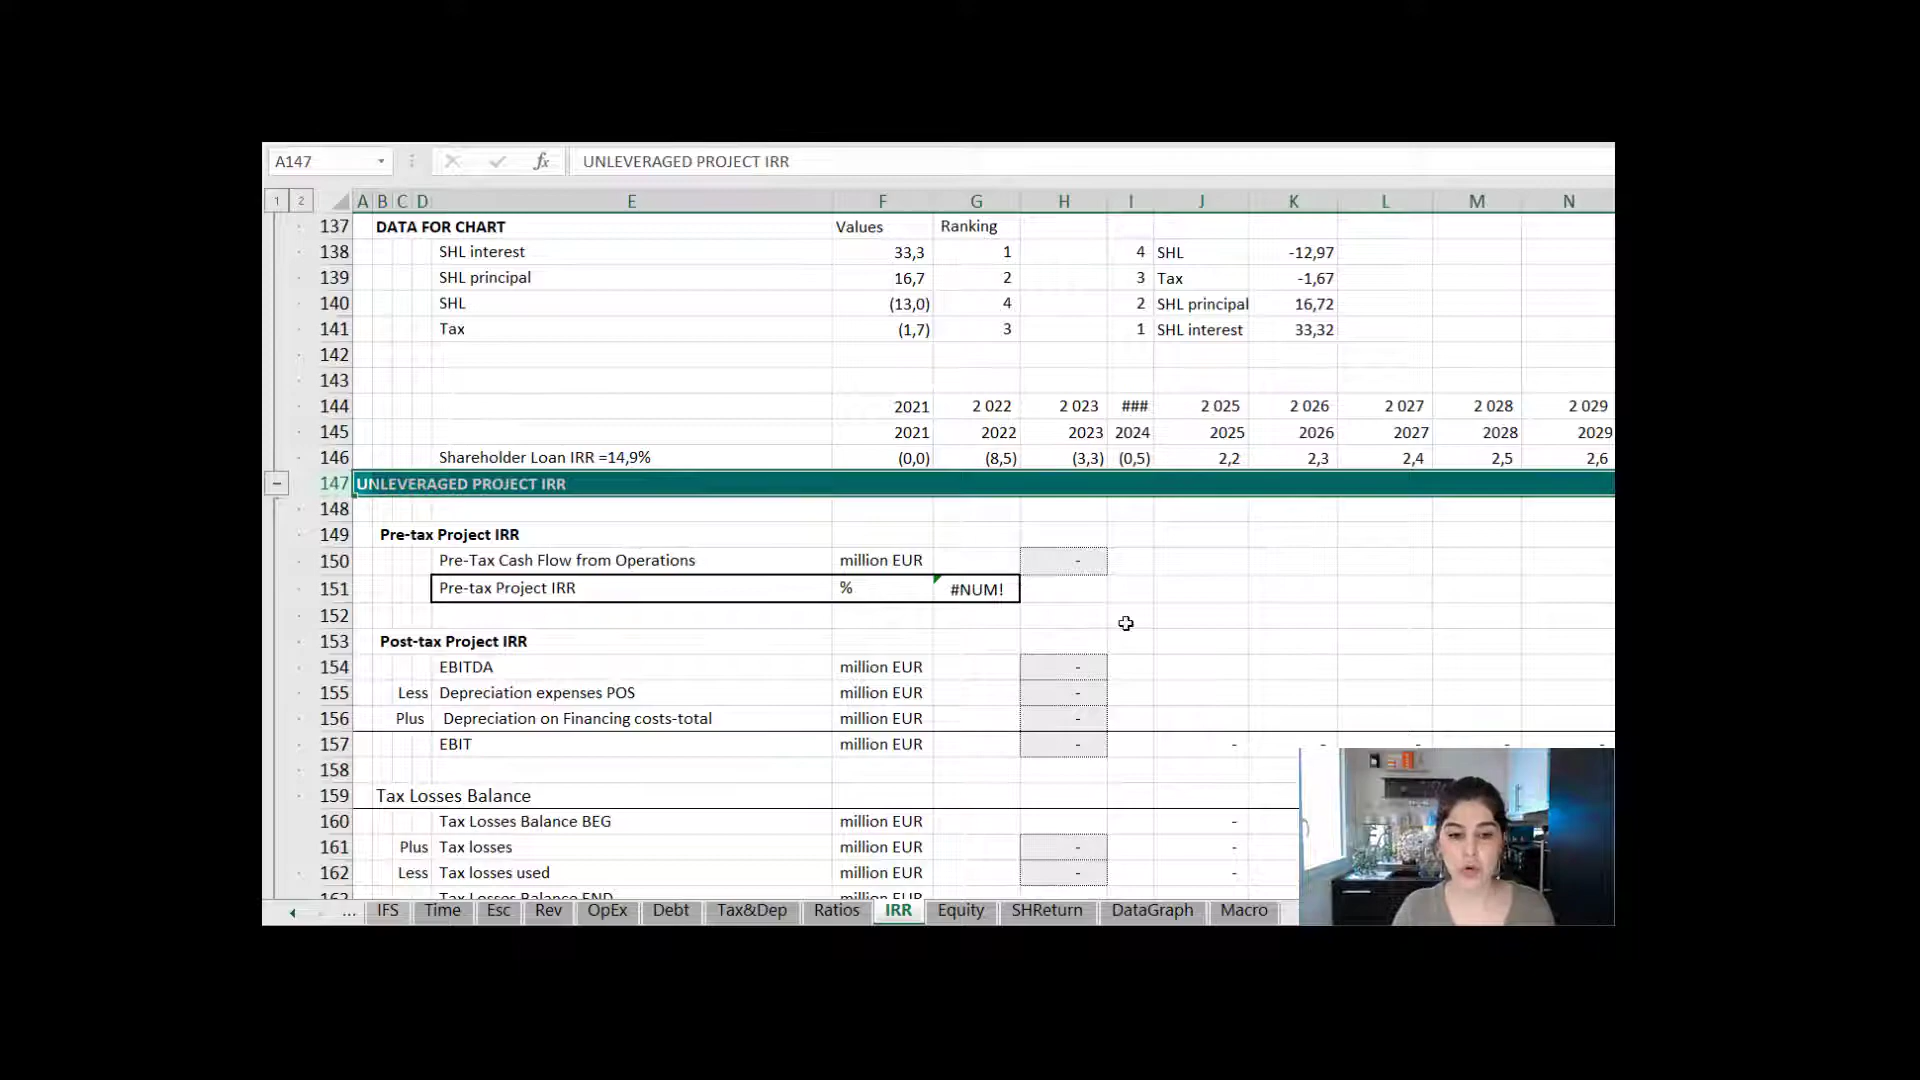 A147 fx UNLEVERAGED PROJECT IRR
1 2 A B C D E F G H I J K L M N
137 DATA FOR CHART Values Ranking
138 SHL interest 33,3 1 4 SHL -12,97
139 SHL principal 16,7 2 3 Tax -1,67
140 SHL (13,0) 4 2 SHL principal 16,72
141 Tax (1,7) 3 1 SHL interest 33,32
142
143
144 2021 2 022 2 023 ### 2 025 2 026 2 027 2 028 2 029
145 2021 2022 2023 2024 2025 2026 2027 2028 2029
146 Shareholder Loan IRR =14,9% (0,0) (8,5) (3,3) (0,5) 2,2 2,3 2,4 2,5 2,6
147 UNLEVERAGED PROJECT IRR
148
149 Pre-tax Project IRR
150 Pre-Tax Cash Flow from Operations million EUR -
151 Pre-tax Project IRR % #NUM!
152
153 Post-tax Project IRR
154 EBITDA million EUR -
155 Less Depreciation expenses POS million EUR -
156 Plus Depreciation on Financing costs-total million EUR -
157 EBIT million EUR - - - - - -
158
159 Tax Losses Balance
160 Tax Losses Balance BEG million EUR -
161 Plus Tax losses million EUR - -
162 Less Tax losses used million EUR - -
163 Tax Losses Balance END million EUR
... IFS Time Esc Rev OpEx Debt Tax&Dep Ratios IRR Equity SHReturn DataGraph Macro